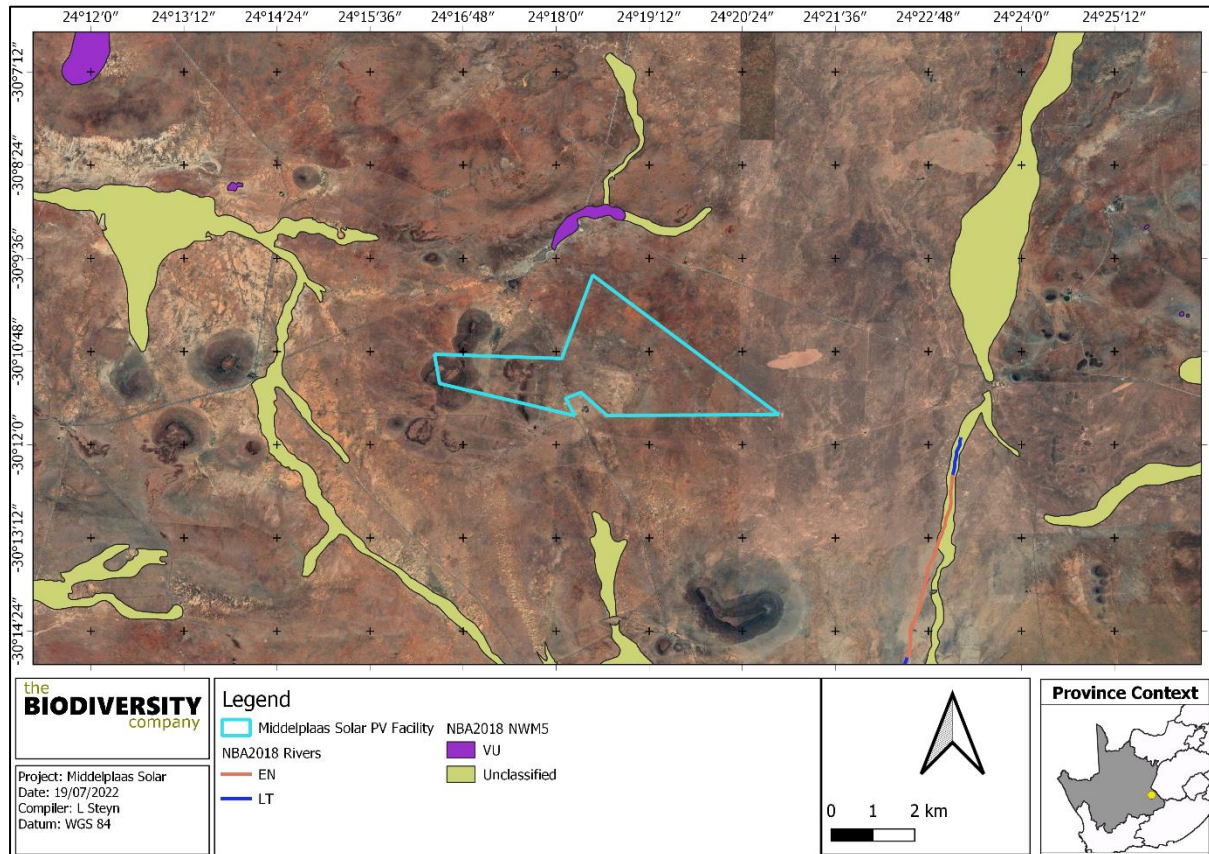 24°12'0" 24°13'12" 24°14'24" 24°15'36" 24°16'48" 24°18'0" 24°19'12" 24°20'24" 24°21'36" 24°22'48" 24°24'0" 24°25'12"
-30°7'12"
-30°8'24"
-30°9'36"
-30°10'48"
-30°12'0"
-30°13'12"
-30°14'24"
the
BIODIVERSITY
company
Project: Middelplaas Solar
Date: 19/07/2022
Compiler: L Steyn
Datum: WGS 84
Legend
Middelplaas Solar PV Facility
NBA2018 Rivers
EN
LT
NBA2018 NWM5
VU
Unclassified
0 1 2 km
Province Context